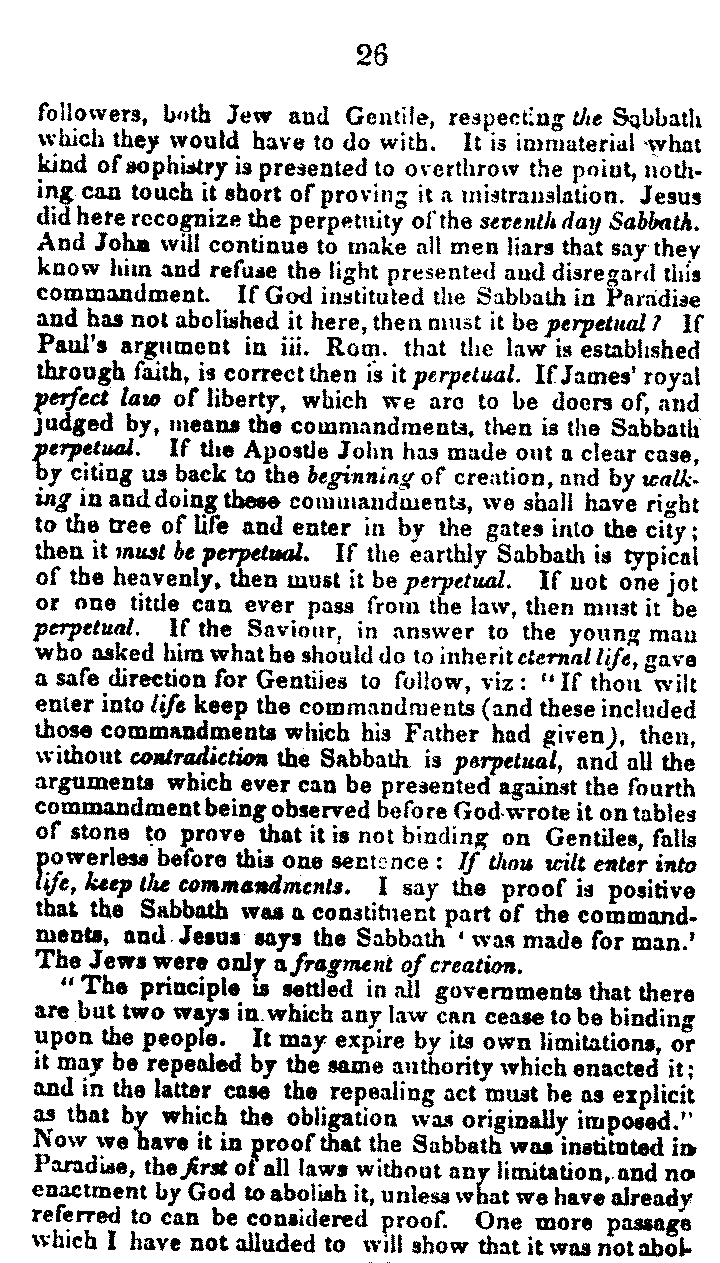 26
followers, both Jew and Gentile, respecting the Sabbath
which they would have to do with. It is immaterial what
kind of sophistry is presented to overthrow the point, noth-
ing can touch it short of proving it a mistranslation. Jesus
did here recognize the perpetuity of the seventh day Sabbath.
And John will continue to make all men liars that say they
know him and refuse the light presented and disregard this
commandment. If God instituted the Sabbath in Paradise
and has not abolished it here, then must it be perpetual? If
Paul's argument in iii. Rom. that the law is established
through faith, is correct then is it perpetual. If James' royal
perfect law of liberty, which we are to be doers of, and
judged by, means the commandments, then is the Sabbath
perpetual. If the Apostle John has made out a clear case,
by citing us back to the beginning of creation, and by walk-
ing in and doing these commandments, we shall have right
to the tree of life and enter in by the gates into the city;
then it must be perpetual. If the earthly Sabbath is typical
of the heavenly, then must it be perpetual. If not one jot
or one tittle can ever pass from the law, then must it be
perpetual. If the Saviour, in answer to the young man
who asked him what he should do to inherit eternal life, gave
a safe direction for Gentiles to follow, viz: "If thou wilt
enter into life keep the commandments (and these included
those commandments which his Father had given), then,
without contradiction the Sabbath is perpetual, and all the
arguments which ever can be presented against the fourth
commandment being observed before God wrote it on tables
of stone to prove that it is not binding on Gentiles, falls
powerless before this one sentence: If thou wilt enter into
life, keep the commandments. I say the proof is positive
that the Sabbath was a constituent part of the command-
ments, and Jesus says the Sabbath 'was made for man.'
The Jews were only a fragment of creation.
"The principle is settled in all governments that there
are but two ways in which any law can cease to be binding
upon the people. It may expire by its own limitations, or
it may be repealed by the same authority which enacted it;
and in the latter case the repealing act must be as explicit
as that by which the obligation was originally imposed."
Now we have it in proof that the Sabbath was instituted in
Paradise, the first of all laws without any limitation, and no
enactment by God to abolish it, unless what we have already
referred to can be considered proof. One more passage
which I have not alluded to will show that it was not abol-